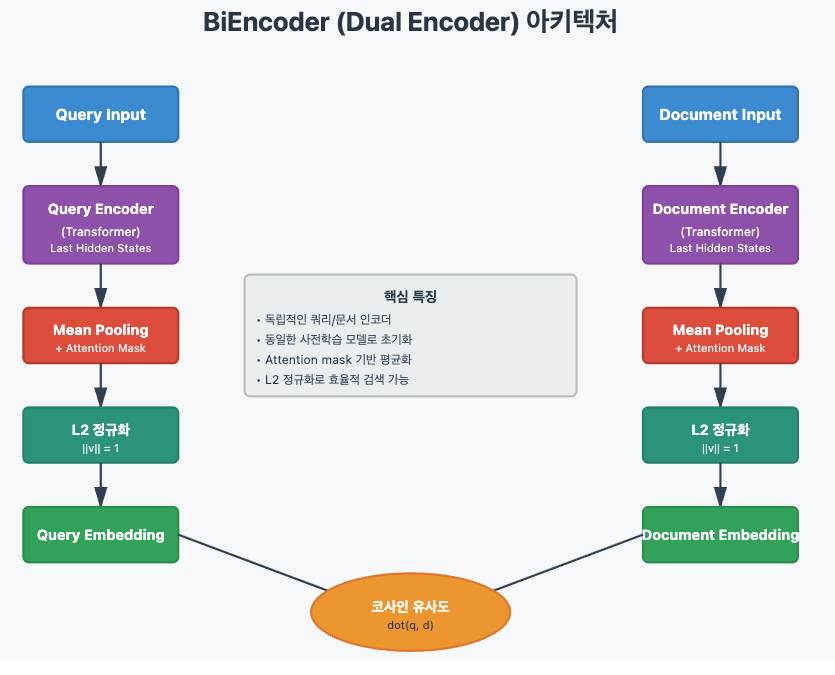 BiEncoder (Dual Encoder) 아키텍처
Query Input
Query Encoder
(Transformer)
Last Hidden States
Mean Pooling
+ Attention Mask
L2 정규화
||v|| = 1
Query Embedding
핵심 특징
• 독립적인 쿼리/문서 인코더
• 동일한 사전학습 모델로 초기화
• Attention mask 기반 평균화
• L2 정규화로 효율적 검색 가능
Document Input
Document Encoder
(Transformer)
Last Hidden States
Mean Pooling
+ Attention Mask
L2 정규화
||v|| = 1
Document Embedding
코사인 유사도
dot(q, d)